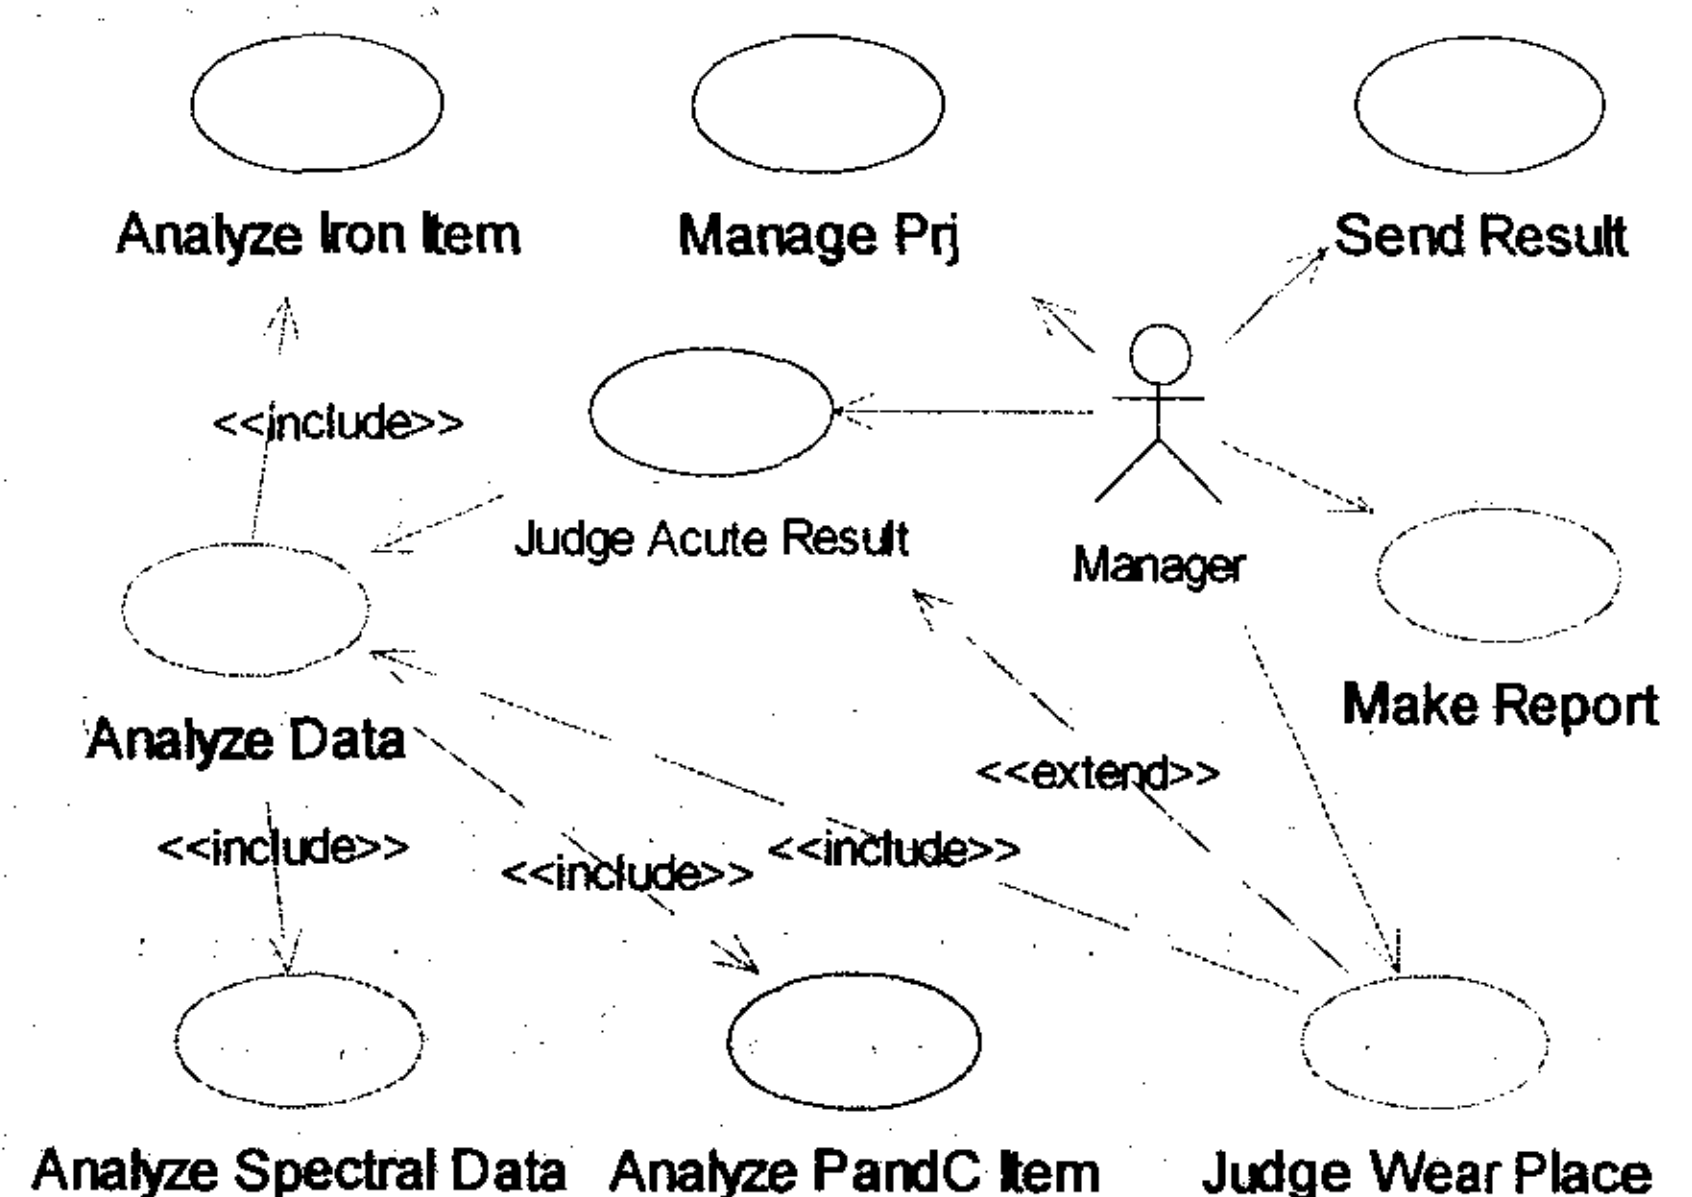 Analyze Iron Item
Manage Prj
Send Result
<<include>>
Judge Acute Result
Manager
Make Report
Analyze Data
<<extend>>
<<include>>
<<include>>
<<include>>
Analyze Spectral Data
Analyze PandC Item
Judge Wear Place